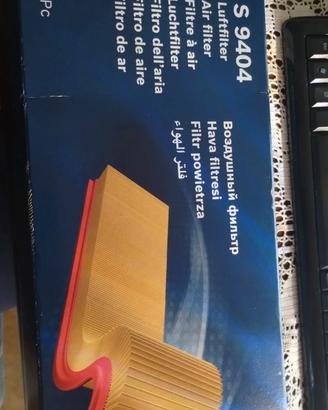 S 9404
Luftfilter
Air filter
Filtre à air
Luchtfilter
Filtro dell'aria
Filtro de aire
Filtro de ar
Воздушный фильтр
Hava filtresi
Filtr powietrza
فلتر الهواء